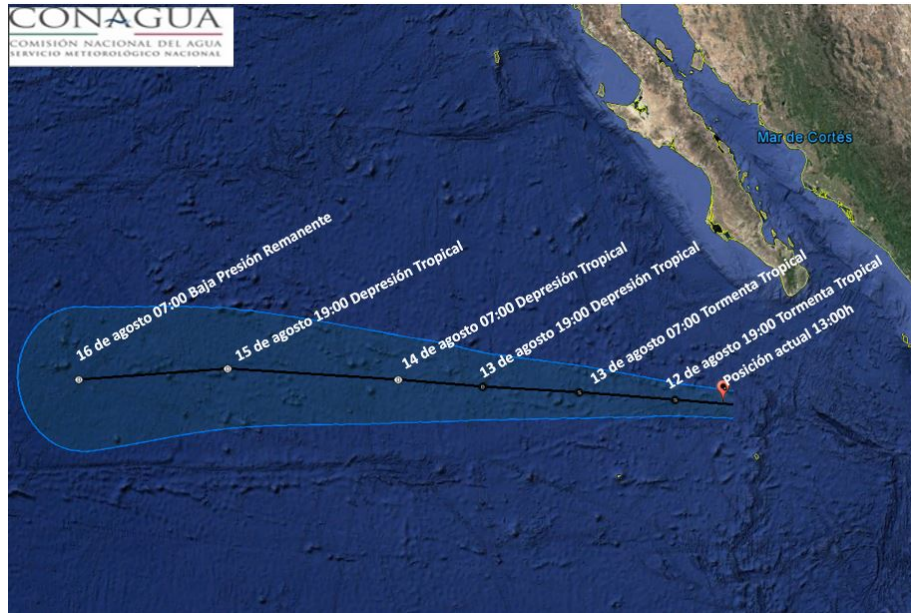 CONAGUA
COMISIÓN NACIONAL DEL AGUA
SERVICIO METEOROLÓGICO NACIONAL
Mar de Cortés
16 de agosto 07:00 Baja Presión Remanente
15 de agosto 19:00 Depresión Tropical
14 de agosto 07:00 Depresión Tropical
13 de agosto 19:00 Depresión Tropical
13 de agosto 07:00 Tormenta Tropical
12 de agosto 19:00 Tormenta Tropical
Posición actual 13:00h